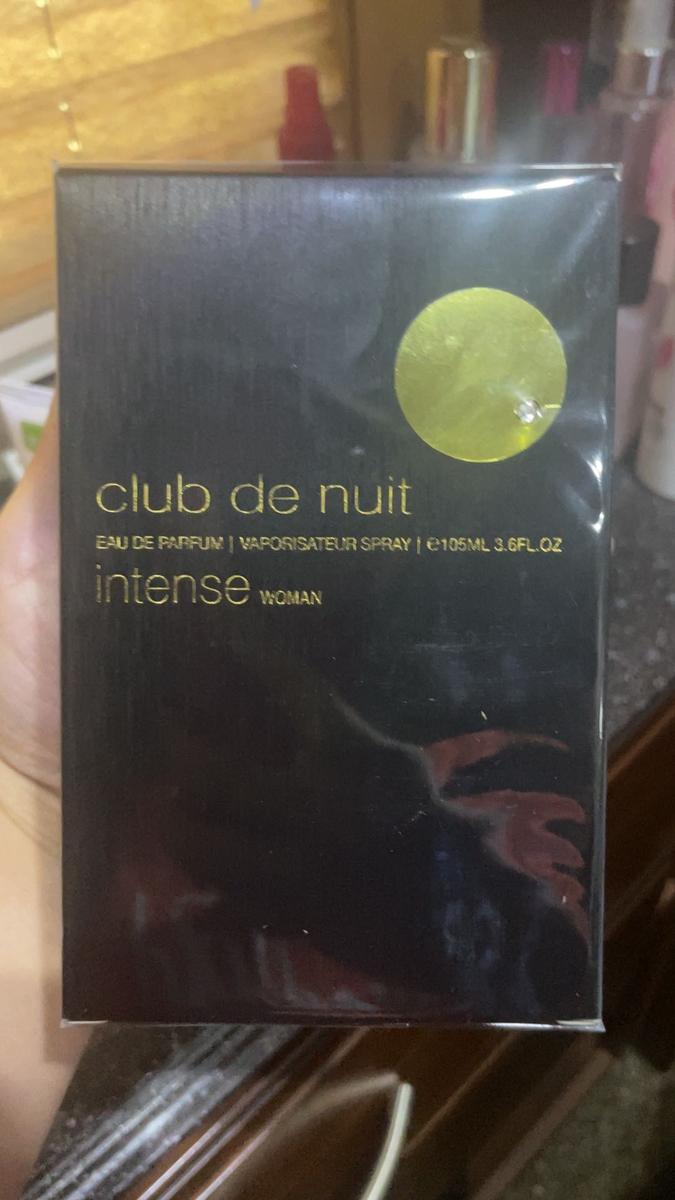 club de nuit
EAU DE PARFUM | VAPORISATEUR SPRAY | ℮105ML 3.6FL.OZ
intense WOMAN